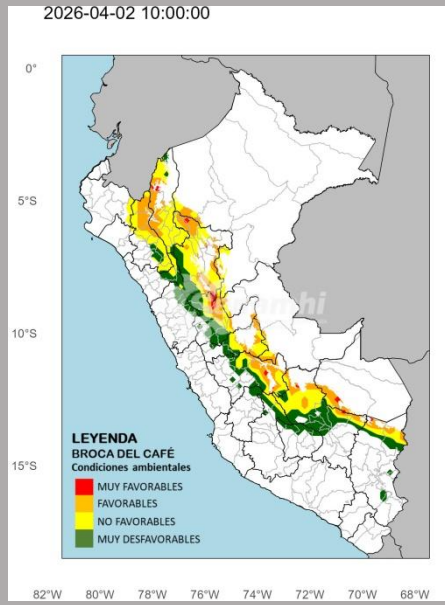 2026-04-02 10:00:00
0°
5°S
10°S
15°S
senamhi
LEYENDA
BROCA DEL CAFÉ
Condiciones ambientales
MUY FAVORABLES
FAVORABLES
NO FAVORABLES
MUY DESFAVORABLES
82°W 80°W 78°W 76°W 74°W 72°W 70°W 68°W